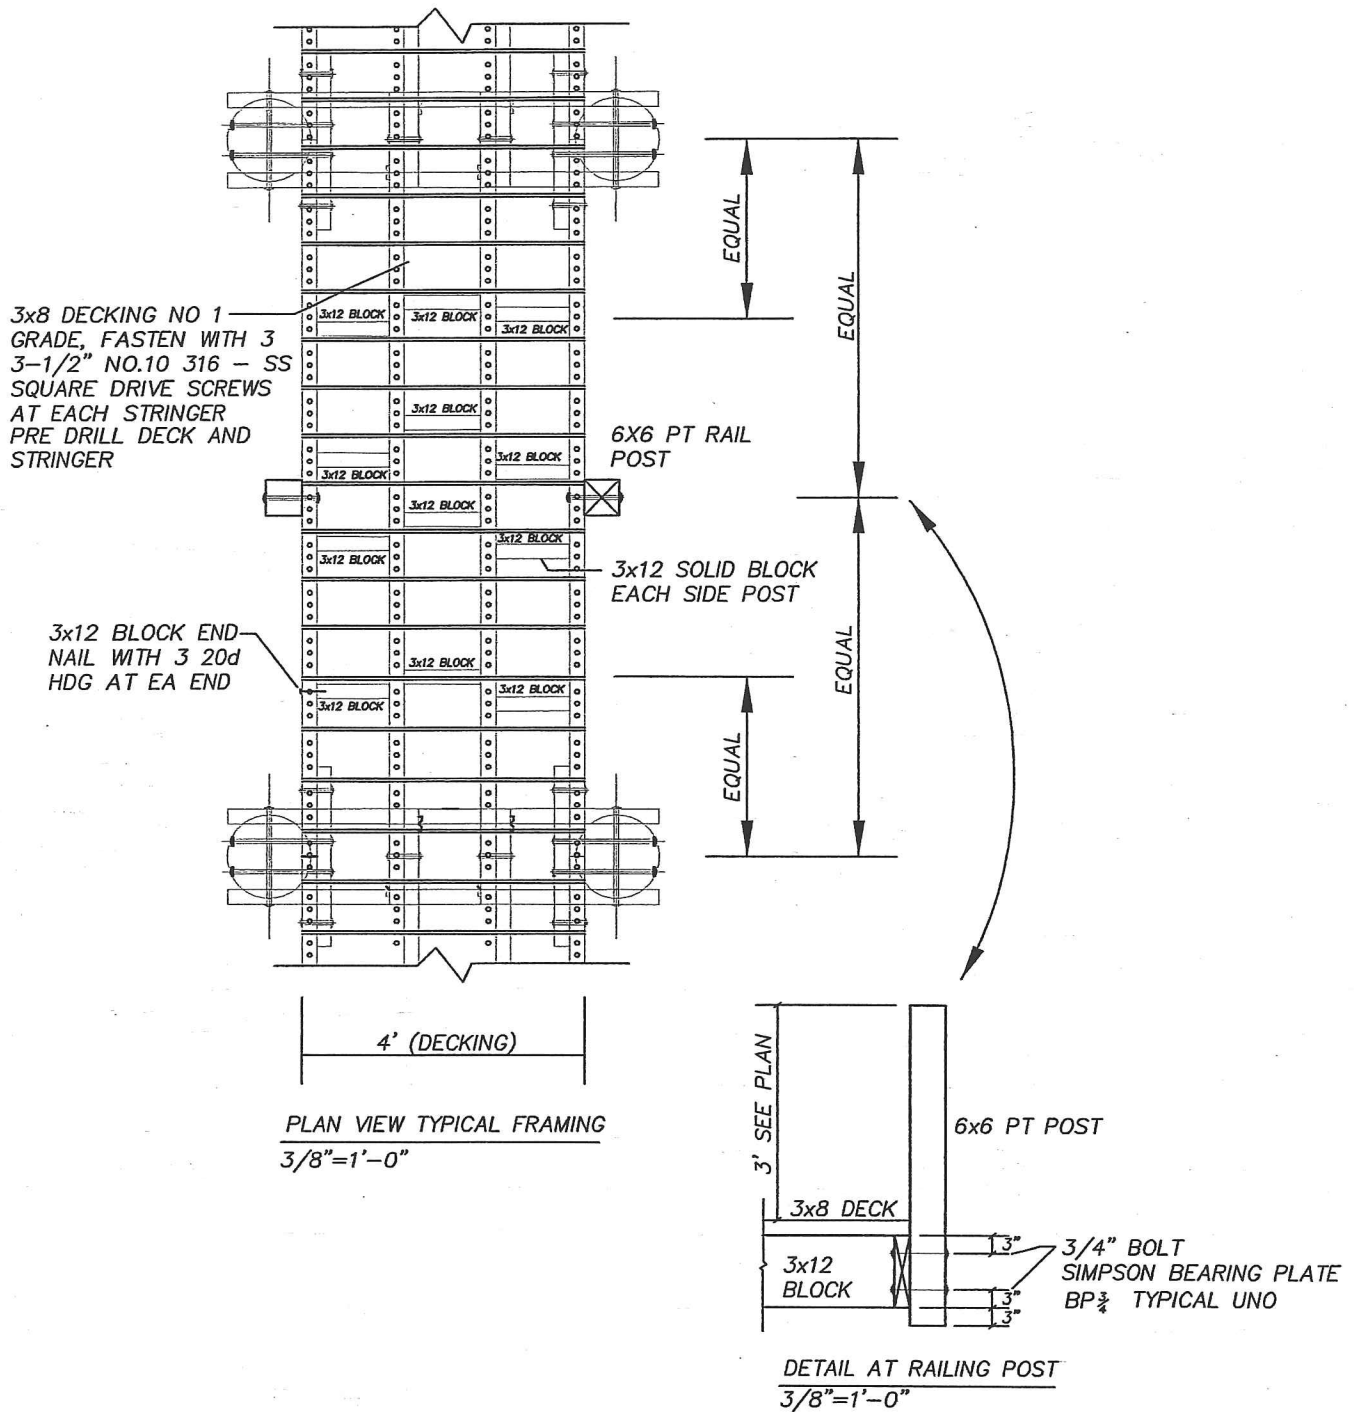 3x8 DECKING NO 1
GRADE, FASTEN WITH 3
3-1/2" NO.10 316 - SS
SQUARE DRIVE SCREWS
AT EACH STRINGER
PRE DRILL DECK AND
STRINGER
3x12 BLOCK
3x12 BLOCK
3x12 BLOCK
3x12 BLOCK
3x12 BLOCK
3x12 BLOCK
3x12 BLOCK
3x12 BLOCK
3x12 BLOCK
3x12 BLOCK
3x12 BLOCK
3x12 BLOCK
EQUAL
EQUAL
6X6 PT RAIL
POST
3x12 SOLID BLOCK
EACH SIDE POST
3x12 BLOCK END
NAIL WITH 3 20d
HDG AT EA END
EQUAL
EQUAL
4' (DECKING)
PLAN VIEW TYPICAL FRAMING
3/8"=1'-0"
3' SEE PLAN
6x6 PT POST
3x8 DECK
3x12
BLOCK
3"
3"
3"
3/4" BOLT
SIMPSON BEARING PLATE
BP¾ TYPICAL UNO
DETAIL AT RAILING POST
3/8"=1'-0"